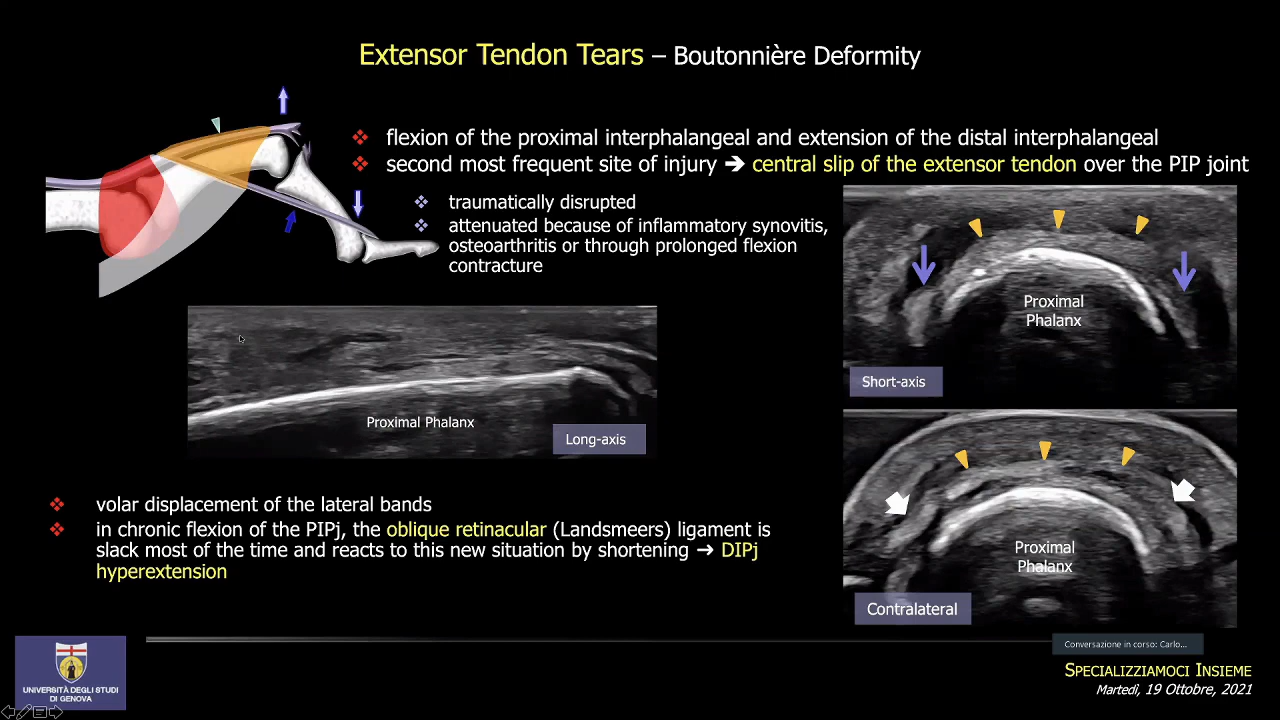 Extensor Tendon Tears – Boutonnière Deformity
flexion of the proximal interphalangeal and extension of the distal interphalangeal
second most frequent site of injury ➔ central slip of the extensor tendon over the PIP joint
traumatically disrupted
attenuated because of inflammatory synovitis,
osteoarthritis or through prolonged flexion
contracture
Proximal
Phalanx
Short-axis
Proximal Phalanx
Long-axis
Proximal
Phalanx
Contralateral
volar displacement of the lateral bands
in chronic flexion of the PIPj, the oblique retinacular (Landsmeers) ligament is
slack most of the time and reacts to this new situation by shortening → DIPj
hyperextension
UNIVERSITÀ DEGLI STUDI
DI GENOVA
Conversazione in corso: Carlo...
SPECIALIZZIAMOCI INSIEME
Martedì, 19 Ottobre, 2021